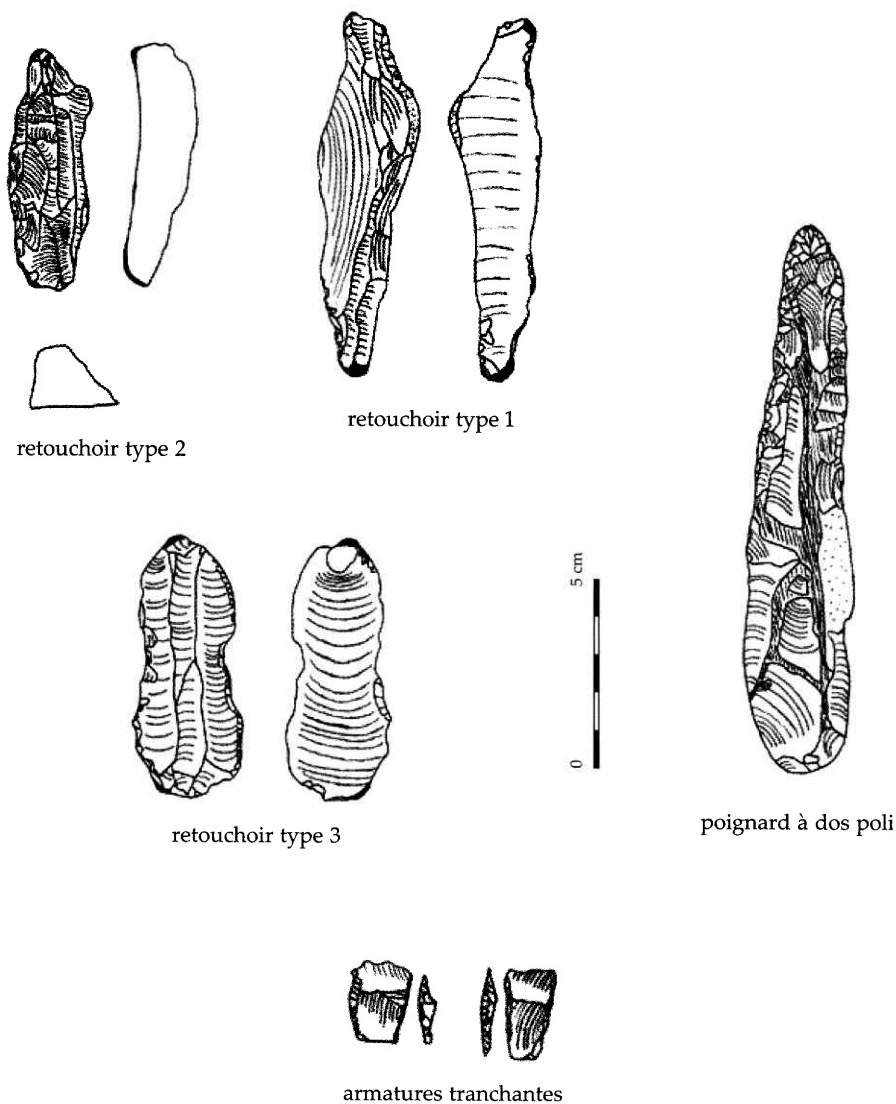 retouchoir type 1
retouchoir type 2
5 cm
0
retouchoir type 3
poignard à dos poli
armatures tranchantes